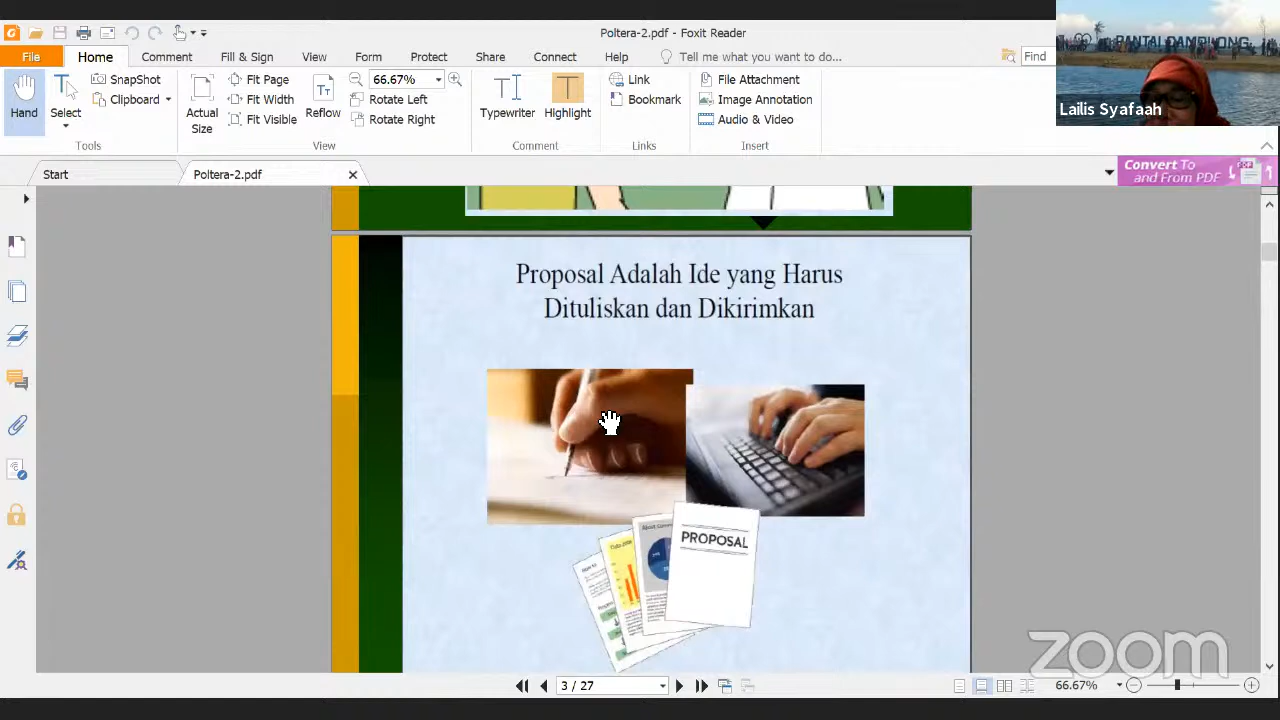 Poltera-2.pdf - Foxit Reader
File Home Comment Fill & Sign View Form Protect Share Connect Help Tell me what you want to do... Find
Hand
Select
SnapShot
Clipboard
Tools
Actual
Size
Fit Page
Fit Width
Fit Visible
Reflow
66.67%
Rotate Left
Rotate Right
View
Typewriter
Highlight
Comment
Link
Bookmark
Links
File Attachment
Image Annotation
Audio & Video
Insert
PANTAI DAMPLONG
Lailis Syafaah
Start
Poltera-2.pdf
Convert To
and From PDF
Proposal Adalah Ide yang Harus
Dituliskan dan Dikirimkan
PROPOSAL
zoom
3 / 27
66.67%